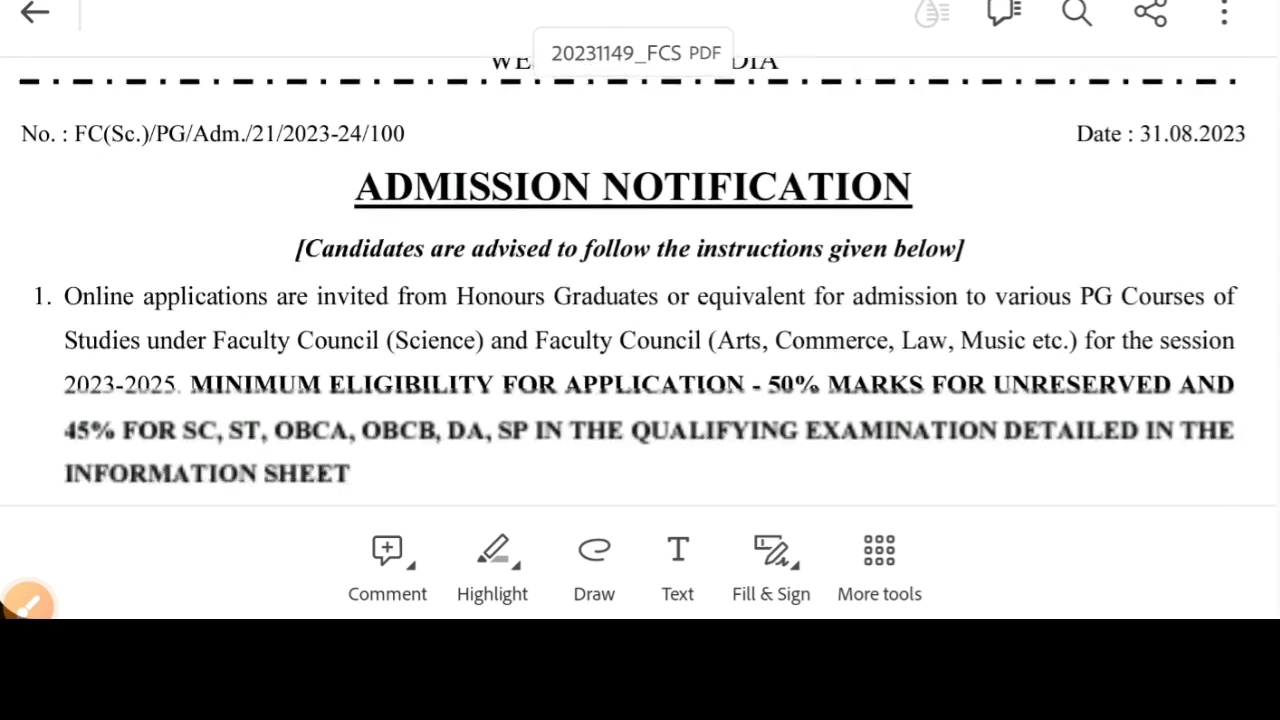 20231149_FCS PDF
No. : FC(Sc.)/PG/Adm./21/2023-24/100 Date : 31.08.2023
ADMISSION NOTIFICATION
[Candidates are advised to follow the instructions given below]
1. Online applications are invited from Honours Graduates or equivalent for admission to various PG Courses of
Studies under Faculty Council (Science) and Faculty Council (Arts, Commerce, Law, Music etc.) for the session
2023-2025. MINIMUM ELIGIBILITY FOR APPLICATION - 50% MARKS FOR UNRESERVED AND
45% FOR SC, ST, OBCA, OBCB, DA, SP IN THE QUALIFYING EXAMINATION DETAILED IN THE
INFORMATION SHEET
Comment Highlight Draw Text Fill & Sign More tools